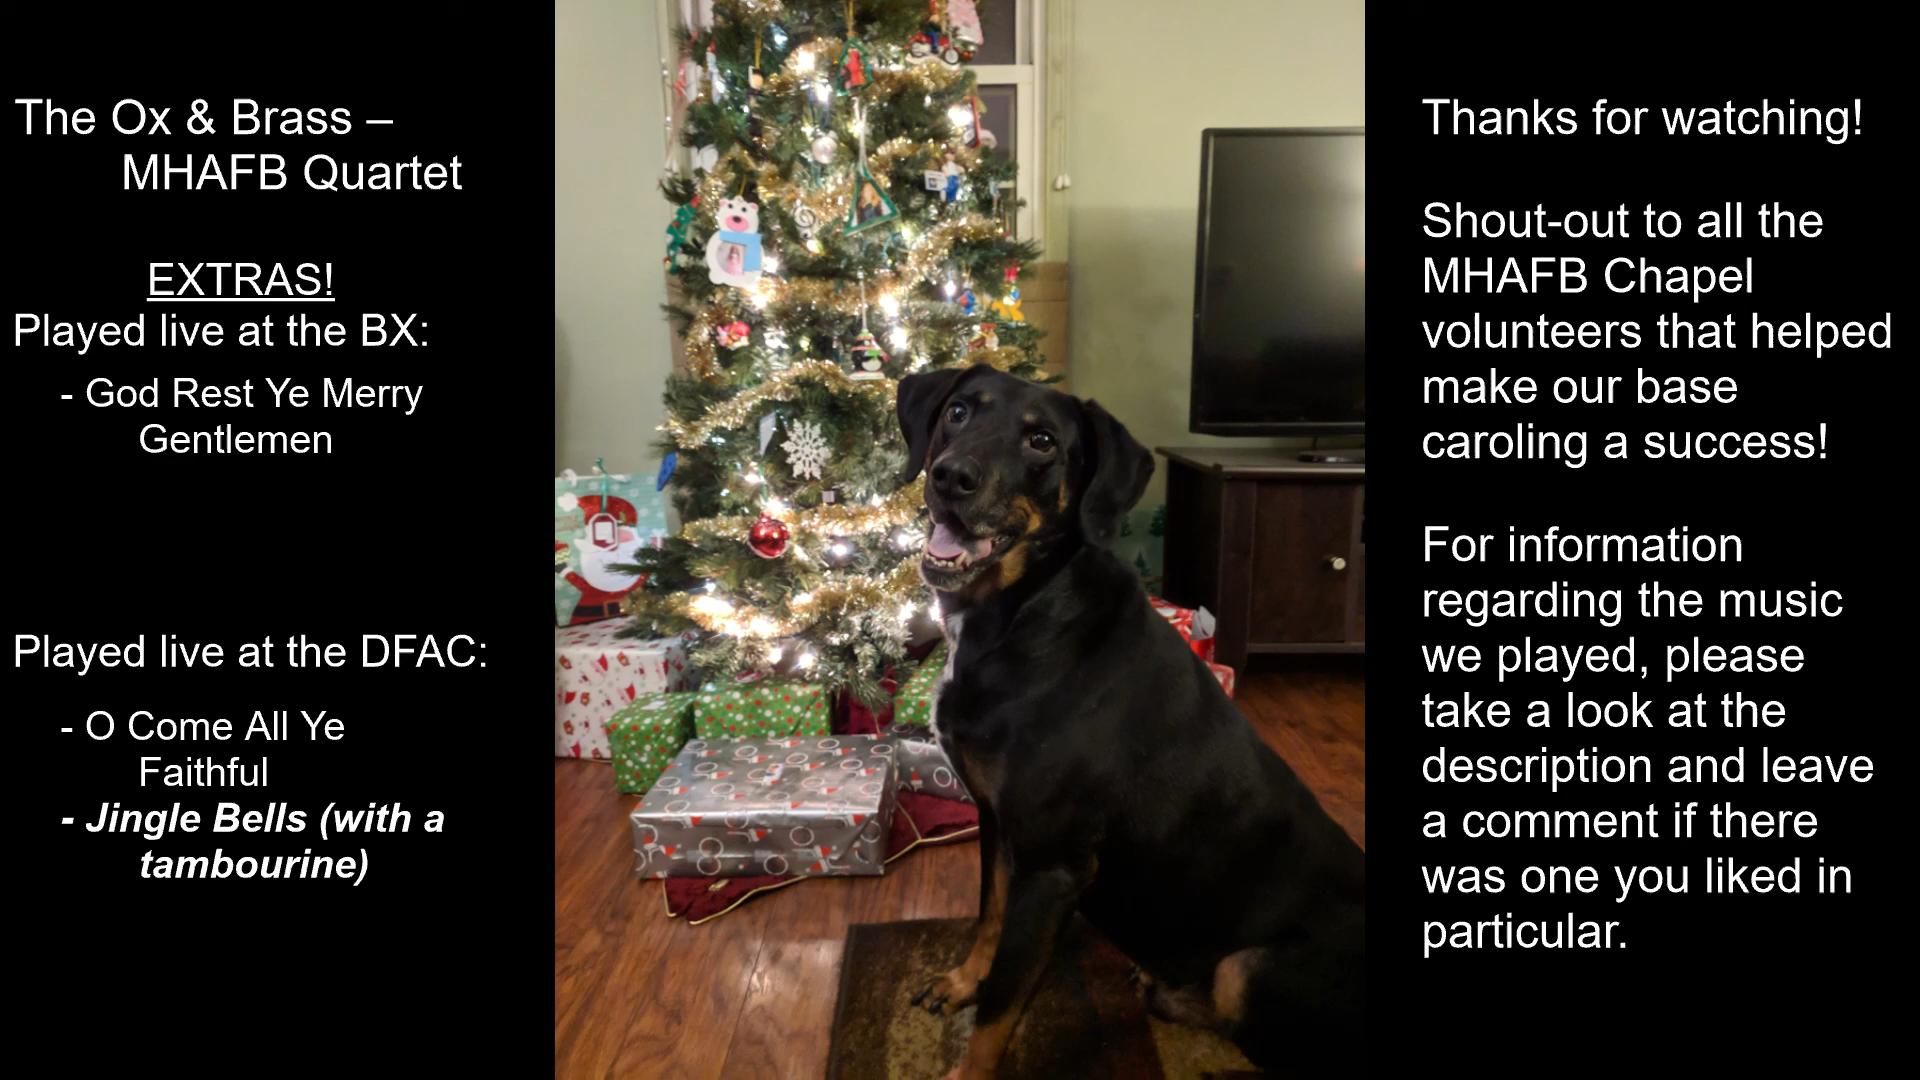 The Ox & Brass –
MHAFB Quartet
EXTRAS!
Played live at the BX:
- God Rest Ye Merry
Gentlemen
Played live at the DFAC:
- O Come All Ye
Faithful
- Jingle Bells (with a
tambourine)
Thanks for watching!
Shout-out to all the
MHAFB Chapel
volunteers that helped
make our base
caroling a success!
For information
regarding the music
we played, please
take a look at the
description and leave
a comment if there
was one you liked in
particular.